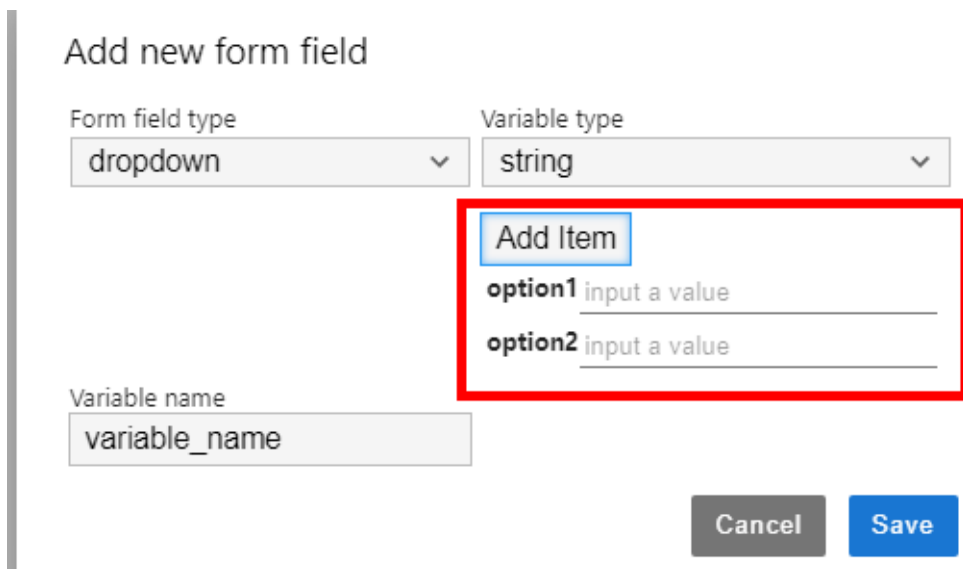 Add new form field
Form field type
Variable type
dropdown
string
Add Item
option1 input a value
option2 input a value
Variable name
variable_name
Cancel
Save